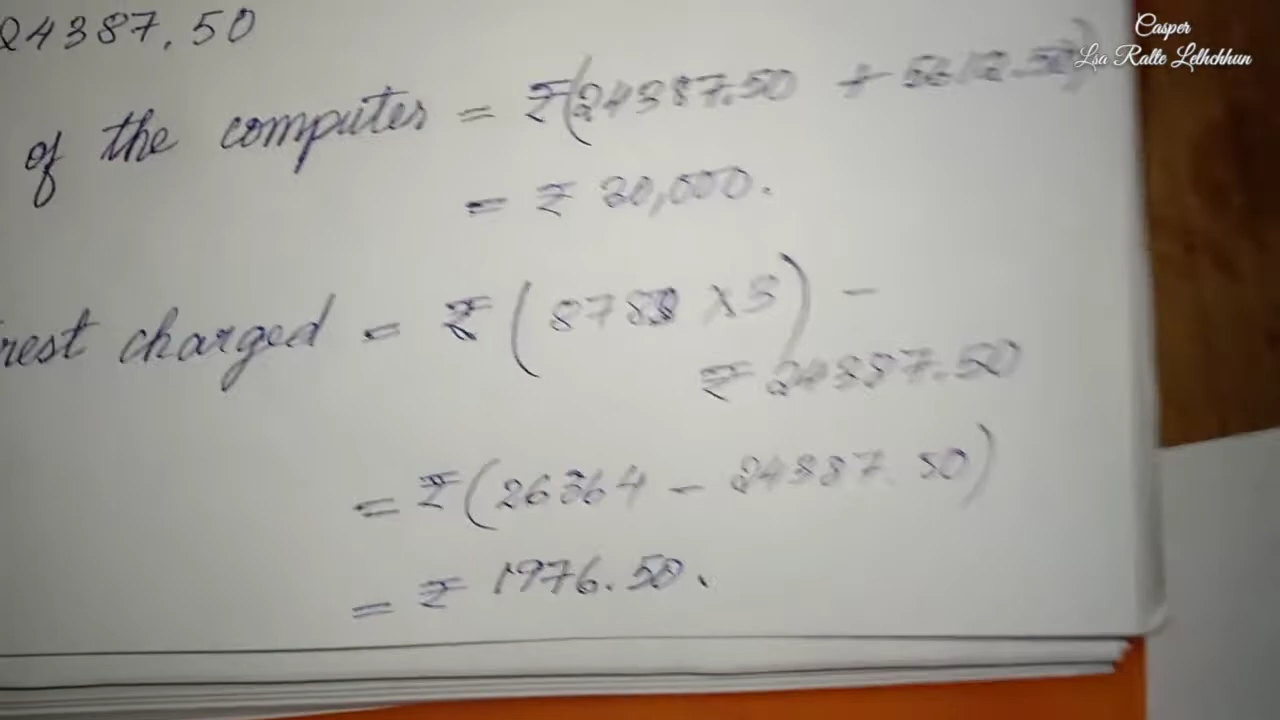 Casper
Lsa Ralte Lethchhun
24387.50
of the computer = ₹(24387.50 + 5612.50)
= ₹ 30,000.
rest charged = ₹ (8788 × 3) -
₹ 24387.50
= ₹(26364 - 24387.50)
= ₹ 1976.50.